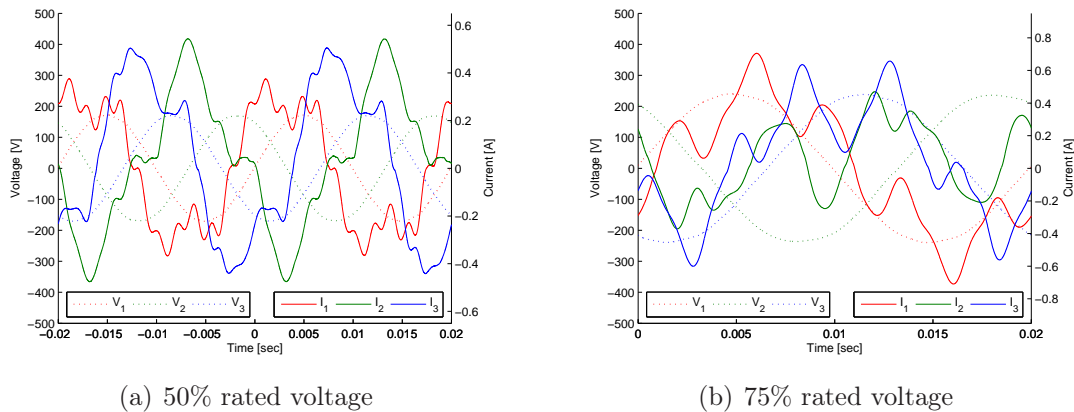 500
400
300
200
100
0
−100
−200
−300
−400
−500
Voltage [V]
0.6
0.4
0.2
0
−0.2
−0.4
−0.6
Current [A]
V1 V2 V3
I1 I2 I3
−0.02 −0.015 −0.01 −0.005 0 0.005 0.01 0.015 0.02
Time [sec]
(a) 50% rated voltage
500
400
300
200
100
0
−100
−200
−300
−400
−500
Voltage [V]
0.8
0.6
0.4
0.2
0
−0.2
−0.4
−0.6
−0.8
Current [A]
V1 V2 V3
I1 I2 I3
0 0.005 0.01 0.015 0.02
Time [sec]
(b) 75% rated voltage